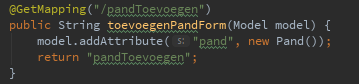 @GetMapping("/pandToevoegen")
public String toevoegenPandForm(Model model) {
    model.addAttribute( s: "pand", new Pand());
    return "pandToevoegen";
}